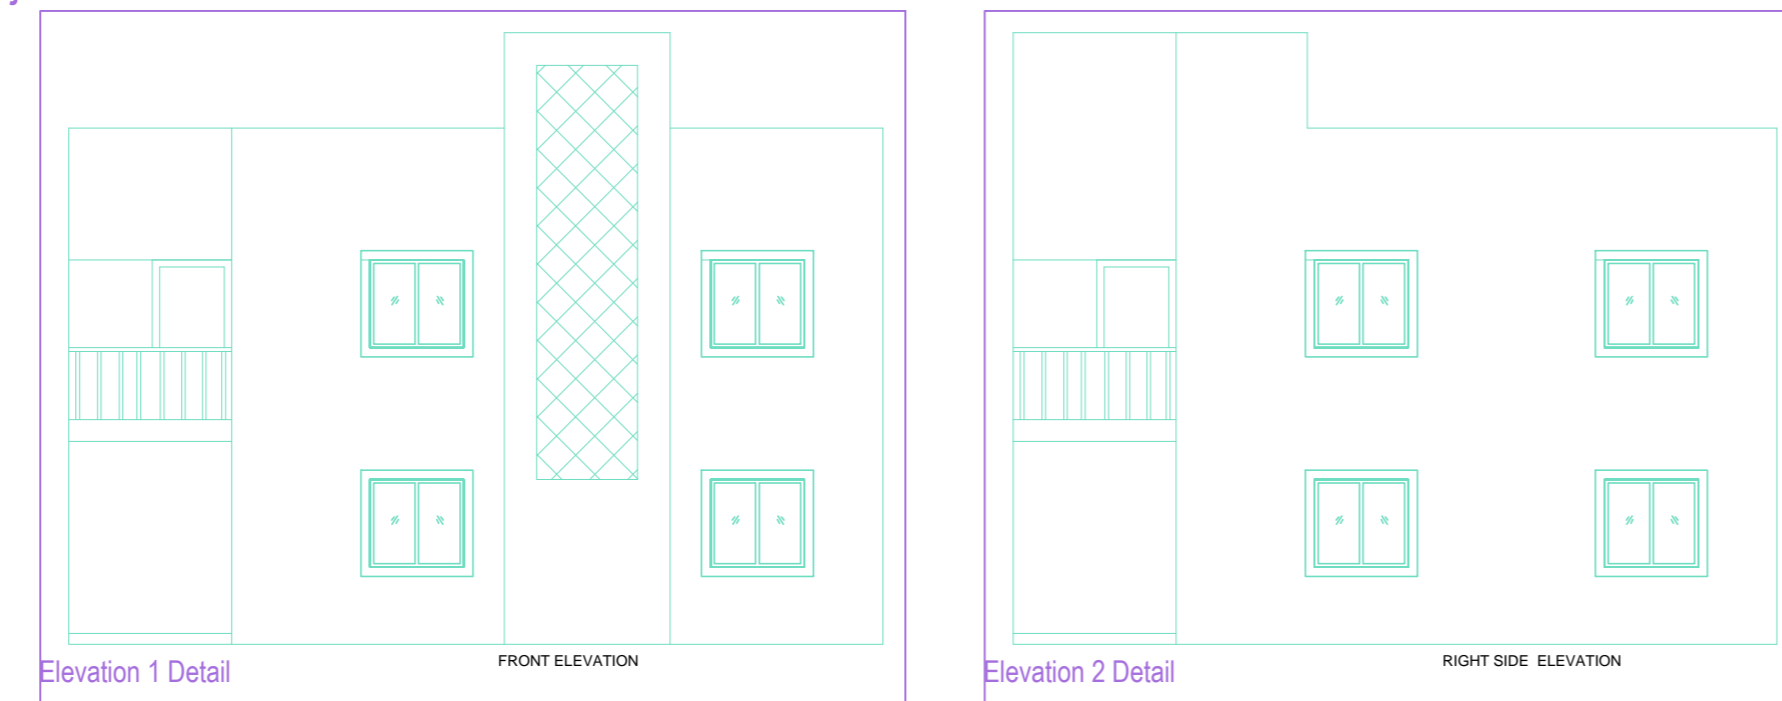 FRONT ELEVATION
Elevation 1 Detail
RIGHT SIDE  ELEVATION
Elevation 2 Detail